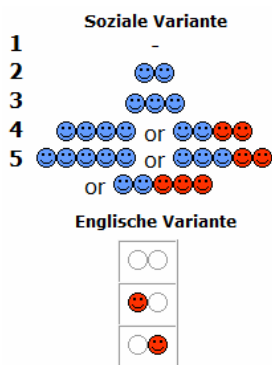 Soziale Variante
1 -
2
3
4 or
5 or
or
Englische Variante